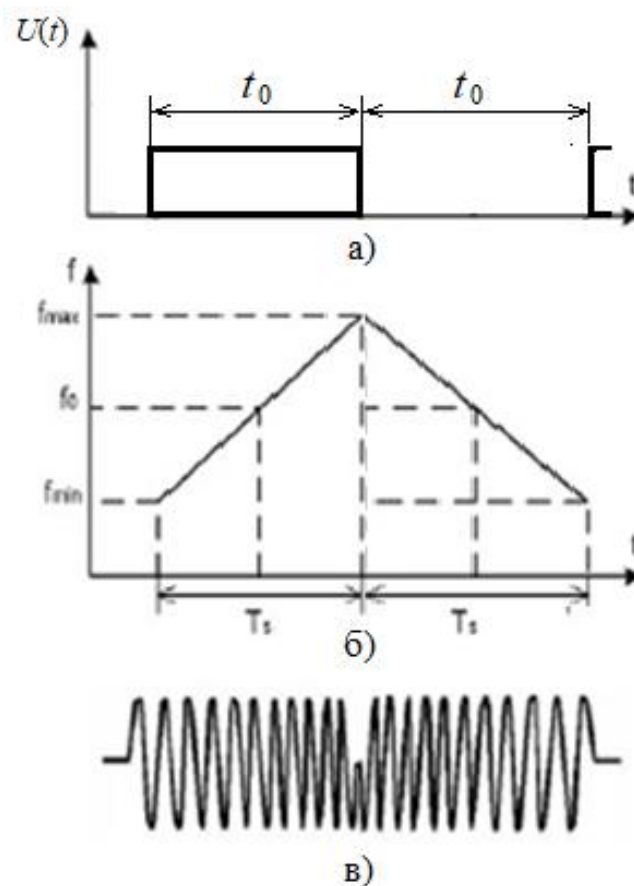 U(t)
t₀ t₀
t
а)
f
fmax
f₀
fmin
t
Ts Ts
б)
в)